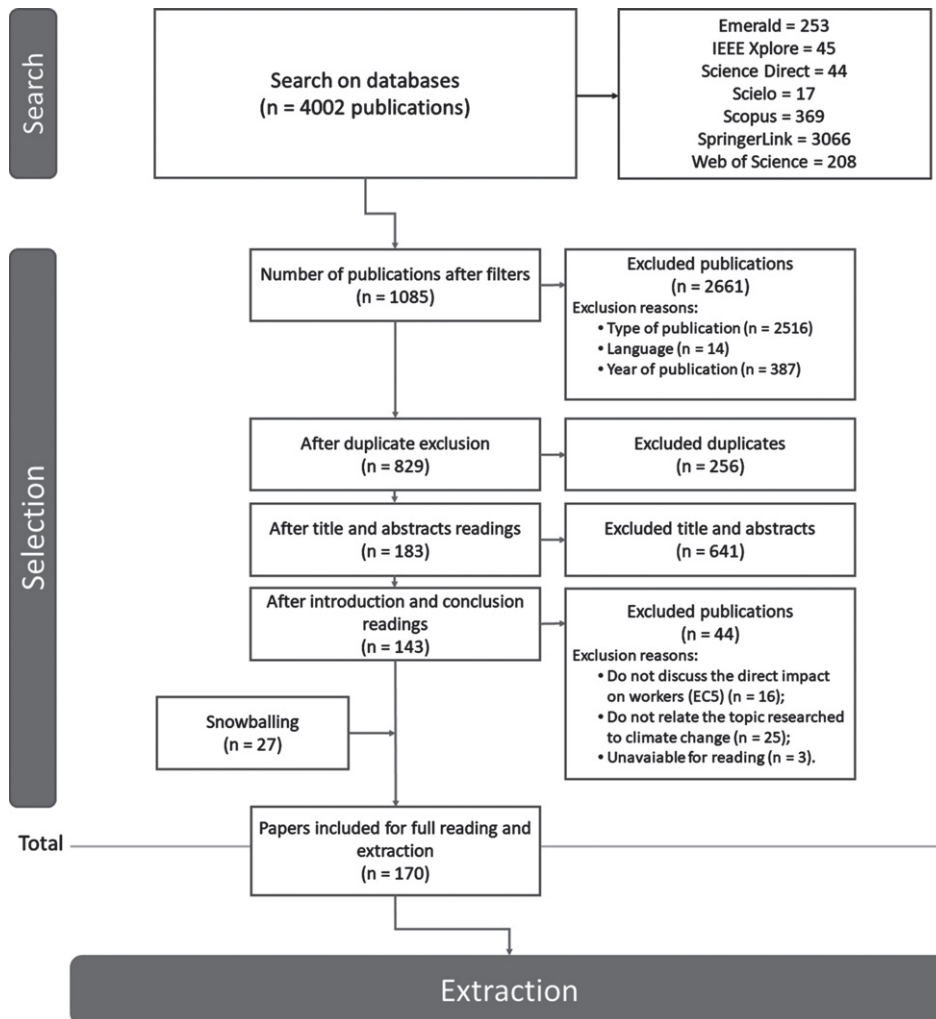 Search
Search on databases
(n = 4002 publications)
Emerald = 253
IEEE Xplore = 45
Science Direct = 44
Scielo = 17
Scopus = 369
SpringerLink = 3066
Web of Science = 208
Selection
Number of publications after filters
(n = 1085)
Excluded publications
(n = 2661)
Exclusion reasons:
• Type of publication (n = 2516)
• Language (n = 14)
• Year of publication (n = 387)
After duplicate exclusion
(n = 829)
Excluded duplicates
(n = 256)
After title and abstracts readings
(n = 183)
Excluded title and abstracts
(n = 641)
After introduction and conclusion
readings
(n = 143)
Excluded publications
(n = 44)
Exclusion reasons:
• Do not discuss the direct impact
on workers (EC5) (n = 16);
• Do not relate the topic researched
to climate change (n = 25);
• Unavaiable for reading (n = 3).
Snowballing
(n = 27)
Total
Papers included for full reading and
extraction
(n = 170)
Extraction